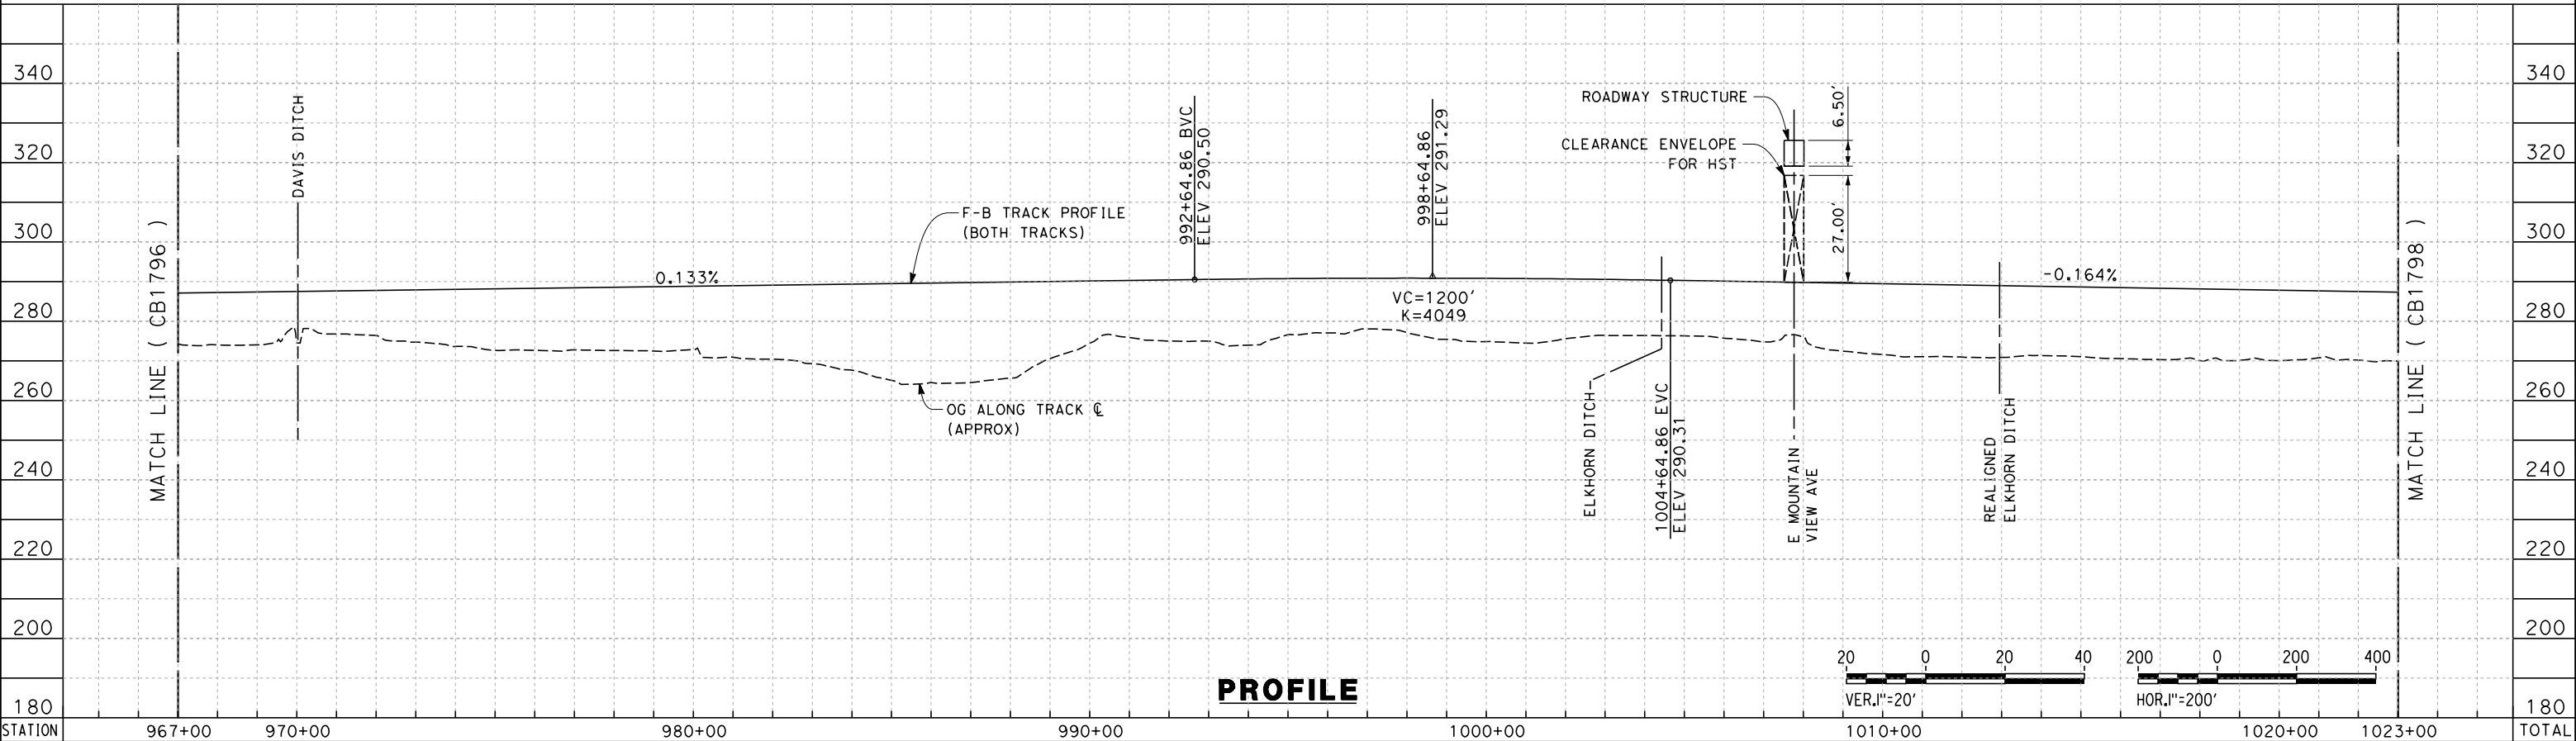 340
320
300
280
260
240
220
200
180
STATION
MATCH LINE ( CB1796 )
DAVIS DITCH
0.133%
F-B TRACK PROFILE
(BOTH TRACKS)
OG ALONG TRACK ℄
(APPROX)
992+64.86 BVC
ELEV 290.50
998+64.86
ELEV 291.29
VC=1200'
K=4049
ROADWAY STRUCTURE
CLEARANCE ENVELOPE
FOR HST
6.50'
27.00'
ELKHORN DITCH
1004+64.86 EVC
ELEV 290.31
E MOUNTAIN
VIEW AVE
REALIGNED
ELKHORN DITCH
-0.164%
MATCH LINE ( CB1798 )
340
320
300
280
260
240
220
200
180
TOTAL
PROFILE
20 0 20 40
VER.1"=20'
200 0 200 400
HOR.1"=200'
967+00 970+00 980+00 990+00 1000+00 1010+00 1020+00 1023+00